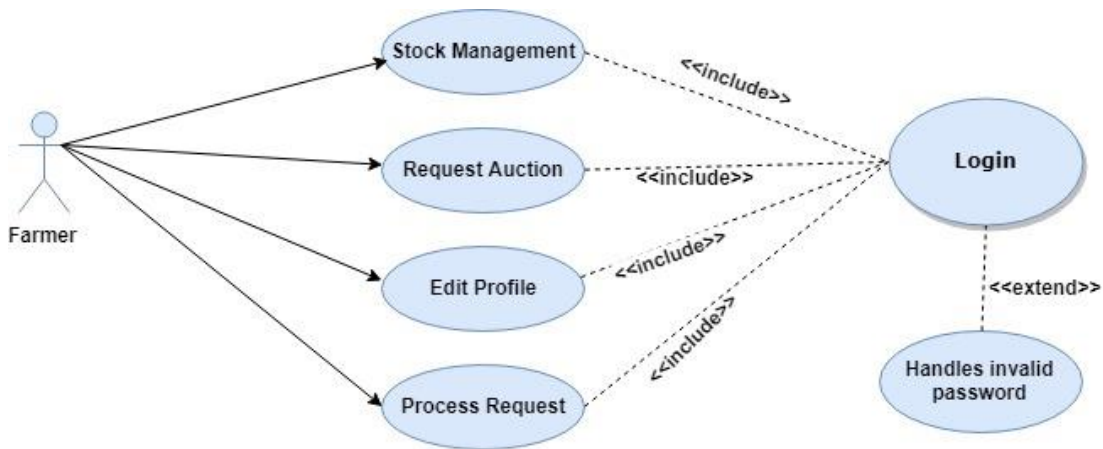 Stock Management
<<include>>
Request Auction
<<include>>
Login
Farmer
<<include>>
Edit Profile
<<extend>>
<<include>>
Process Request
Handles invalid
password